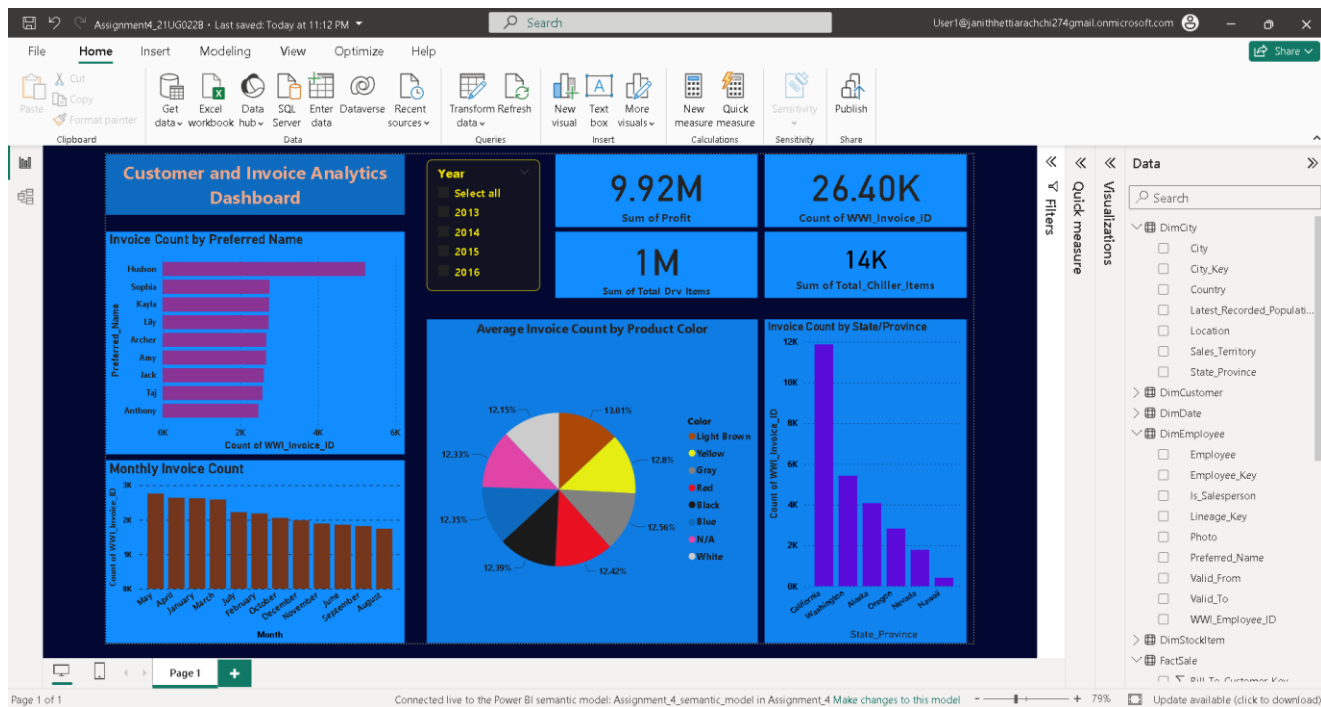 Assignment4_21UG0228 • Last saved: Today at 11:12 PM
Search
User1@janithhettiarachchi274gmail.onmicrosoft.com
File Home Insert Modeling View Optimize Help
Share
Paste
Cut
Copy
Format painter
Clipboard
Get data
Excel workbook
Data hub
SQL Server
Enter data
Dataverse
Recent sources
Data
Transform data
Refresh
Queries
New visual
Text box
More visuals
Insert
New measure
Quick measure
Calculations
Sensitivity
Sensitivity
Publish
Share
Customer and Invoice Analytics
Dashboard
Year
Select all
2013
2014
2015
2016
9.92M
Sum of Profit
26.40K
Count of WWI_Invoice_ID
1M
Sum of Total Dry Items
14K
Sum of Total_Chiller_Items
Invoice Count by Preferred Name
Preferred_Name
Hudson
Sophia
Kayla
Lily
Archer
Amy
Jack
Taj
Anthony
0K 2K 4K 6K
Count of WWI_Invoice_ID
Monthly Invoice Count
Count of WWI_Invoice_ID
3K
2K
1K
0K
May April January March July February October December November June September August
Month
Average Invoice Count by Product Color
12.15%
13.01%
12.33%
12.8%
12.35%
12.56%
12.39%
12.42%
Color
Light Brown
Yellow
Gray
Red
Black
Blue
N/A
White
Invoice Count by State/Province
Count of WWI_Invoice_ID
12K
10K
8K
6K
4K
2K
0K
California Washington Alaska Oregon Nevada Hawaii
State_Province
Filters
Quick measure
Visualizations
Data
Search
DimCity
City
City_Key
Country
Latest_Recorded_Populati...
Location
Sales_Territory
State_Province
DimCustomer
DimDate
DimEmployee
Employee
Employee_Key
Is_Salesperson
Lineage_Key
Photo
Preferred_Name
Valid_From
Valid_To
WWI_Employee_ID
DimStockItem
FactSale
Bill_To_Customer_Key
Page 1
Page 1 of 1
Connected live to the Power BI semantic model: Assignment_4_semantic_model in Assignment_4 Make changes to this model
79%
Update available (click to download)